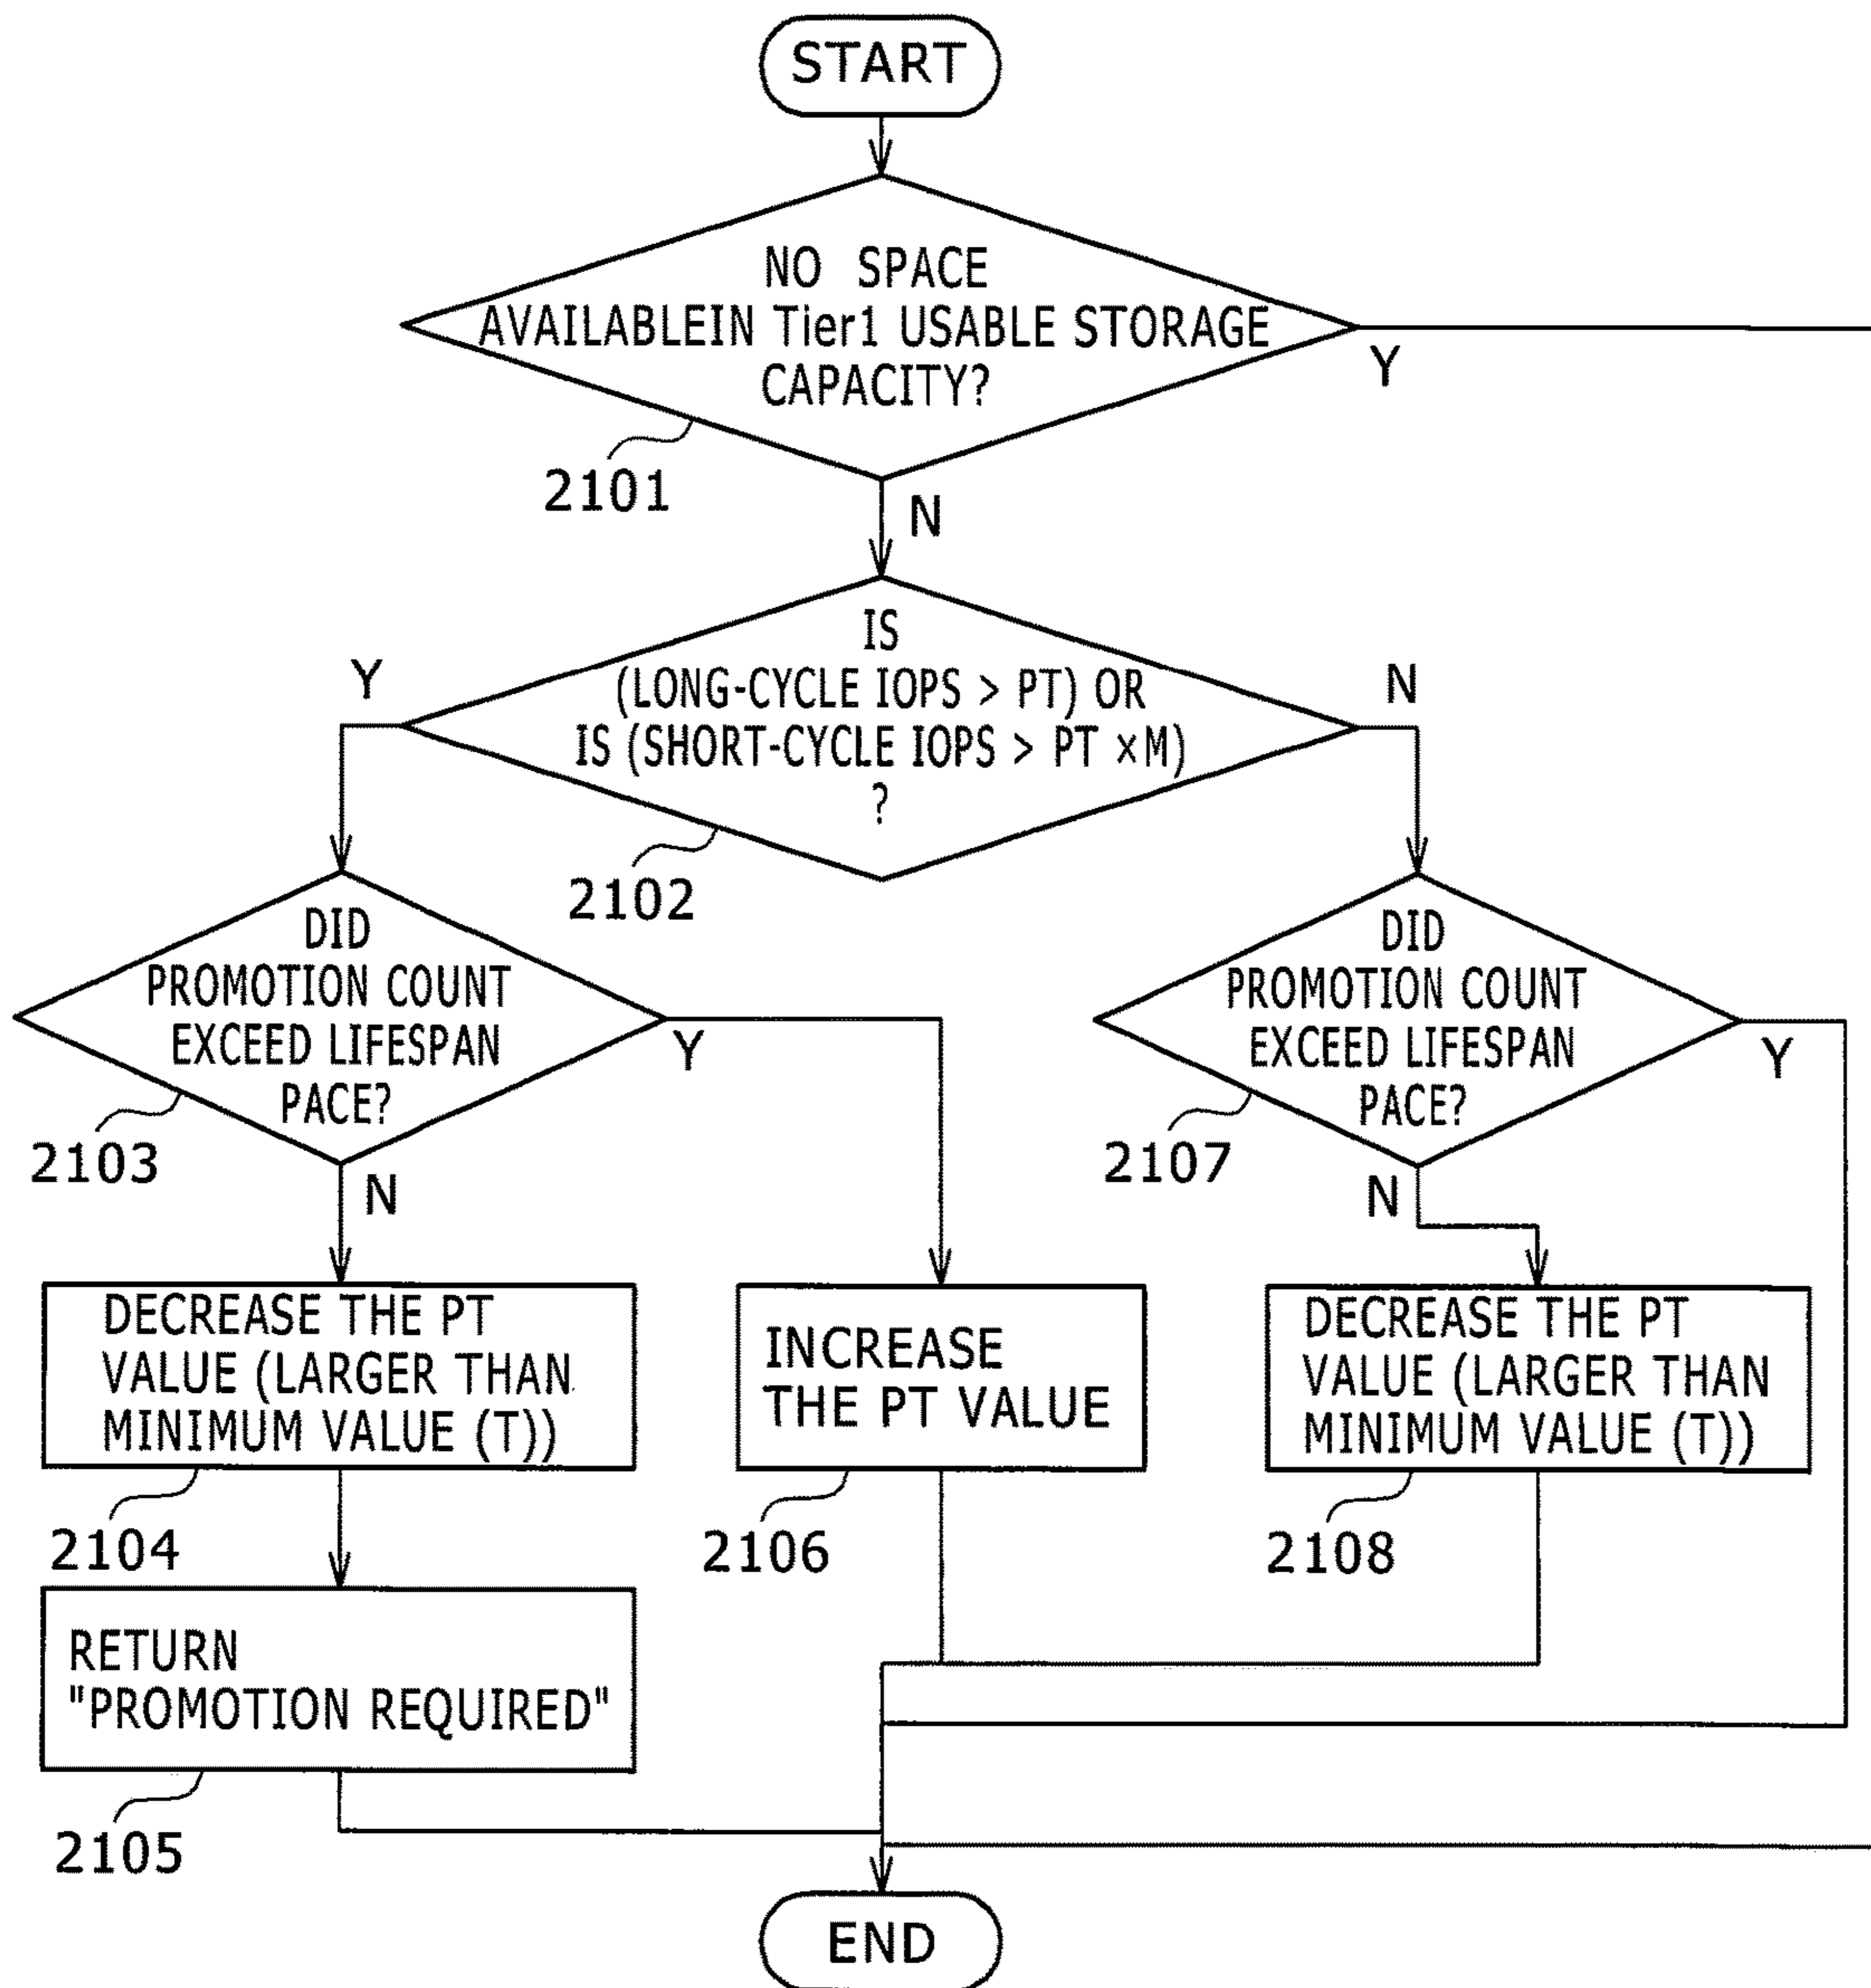 START
NO SPACE
AVAILABLEIN Tier1 USABLE STORAGE
CAPACITY?
Y
2101
N
IS
(LONG-CYCLE IOPS > PT) OR
IS (SHORT-CYCLE IOPS > PT ×M)
?
Y
N
2102
DID
PROMOTION COUNT
EXCEED LIFESPAN
PACE?
Y
2103
N
DID
PROMOTION COUNT
EXCEED LIFESPAN
PACE?
Y
2107
N
DECREASE THE PT
VALUE (LARGER THAN
MINIMUM VALUE (T))
2104
INCREASE
THE PT VALUE
2106
DECREASE THE PT
VALUE (LARGER THAN
MINIMUM VALUE (T))
2108
RETURN
"PROMOTION REQUIRED"
2105
END